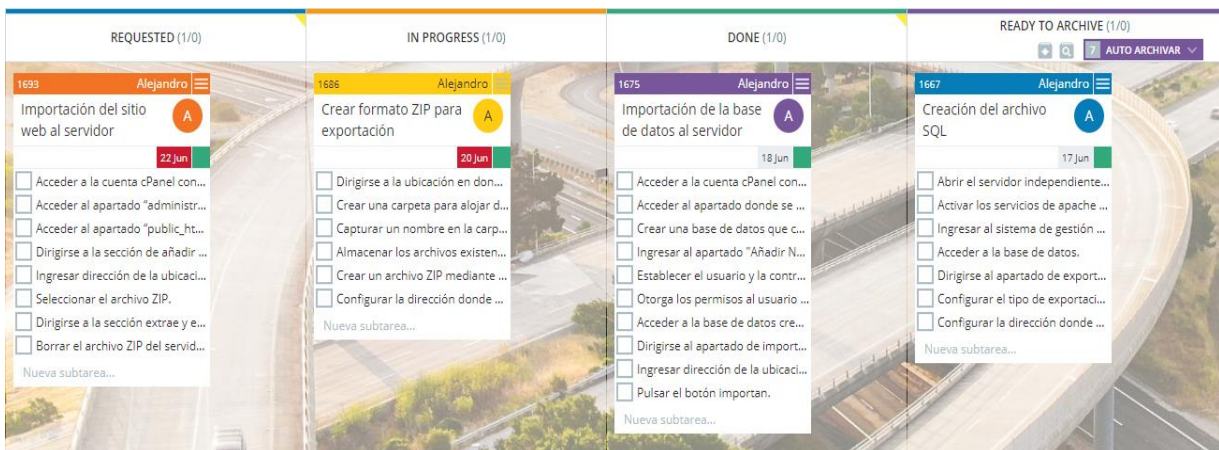 REQUESTED (1/0)
1693 Alejandro
Importación del sitio
web al servidor
A
22 Jun
Acceder a la cuenta cPanel con...
Acceder al apartado "administr...
Acceder al apartado "public_ht...
Dirigirse a la sección de añadir ...
Ingresar dirección de la ubicaci...
Seleccionar el archivo ZIP.
Dirigirse a la sección extrae y e...
Borrar el archivo ZIP del servid...
Nueva subtarea...
IN PROGRESS (1/0)
1686 Alejandro
Crear formato ZIP para
exportación
A
20 Jun
Dirigirse a la ubicación en don...
Crear una carpeta para alojar d...
Capturar un nombre en la carp...
Almacenar los archivos existen...
Crear un archivo ZIP mediante ...
Configurar la dirección donde ...
Nueva subtarea...
DONE (1/0)
1675 Alejandro
Importación de la base
de datos al servidor
A
18 Jun
Acceder a la cuenta cPanel con...
Acceder al apartado donde se ...
Crear una base de datos que c...
Ingresar al apartado "Añadir N...
Establecer el usuario y la contr...
Otorga los permisos al usuario ...
Acceder a la base de datos cre...
Dirigirse al apartado de import...
Ingresar dirección de la ubicaci...
Pulsar el botón importan.
Nueva subtarea...
READY TO ARCHIVE (1/0)
7 AUTO ARCHIVAR
1667 Alejandro
Creación del archivo
SQL
A
17 Jun
Abrir el servidor independiente...
Activar los servicios de apache ...
Ingresar al sistema de gestión ...
Acceder a la base de datos.
Dirigirse al apartado de export...
Configurar el tipo de exportaci...
Configurar la dirección donde ...
Nueva subtarea...